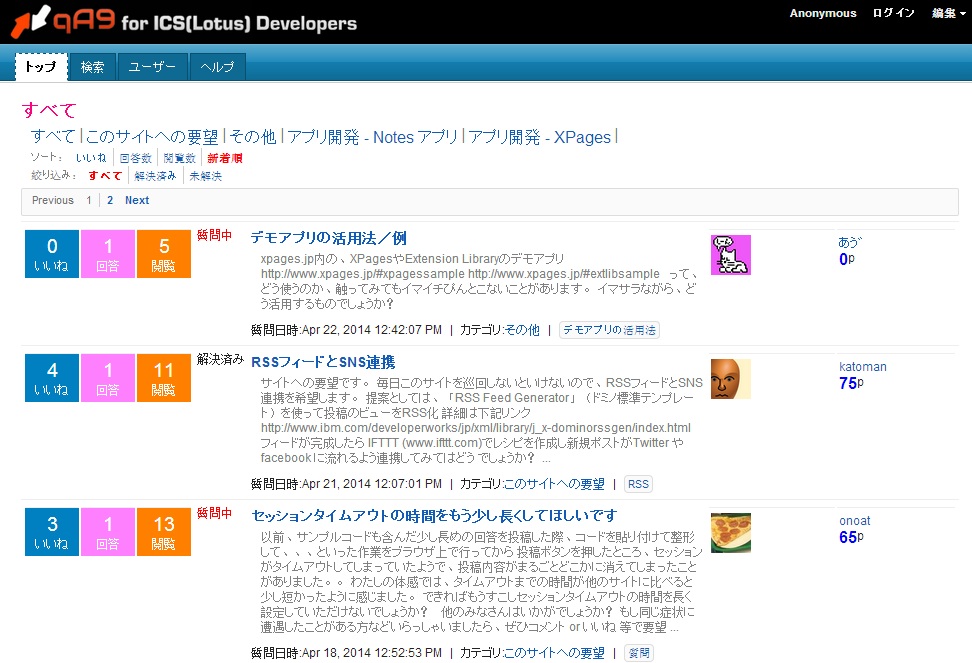 qA9 for ICS(Lotus) Developers
Anonymous ログイン 編集
トップ 検索 ユーザー ヘルプ
すべて
すべて | このサイトへの要望 | その他 | アプリ開発 - Notes アプリ | アプリ開発 - XPages |
ソート： いいね 回答数 閲覧数 新着順
絞り込み： すべて 解決済み 未解決
Previous 1 2 Next
0 いいね 1 回答 5 閲覧
質問中
デモアプリの活用法／例
xpages.jp内の、XPagesやExtension Libraryのデモアプリ
http://www.xpages.jp/#xpagessample http://www.xpages.jp/#extlibsample って、
どう使うのか、触ってみてもイマイチぴんとこないことがあります。イマサラながら、ど
う活用するものでしょうか？
質問日時:Apr 22, 2014 12:42:07 PM | カテゴリ:その他 | デモアプリの活用法
あう゛
0p
4 いいね 1 回答 11 閲覧
解決済み
RSSフィードとSNS連携
サイトへの要望です。 毎日このサイトを巡回しないといけないので、RSSフィードとSNS
連携を希望します。 提案としては、「RSS Feed Generator」（ドミノ標準テンプレー
ト）を使って投稿のビューをRSS化 詳細は下記リンク
http://www.ibm.com/developerworks/jp/xml/library/j_x-dominorssgen/index.html
フィードが完成したら IFTTT (www.ifttt.com)でレシピを作成し新規ポストがTwitter や
facebookに流れるよう連携してみてはどう でしょうか？ ...
質問日時:Apr 21, 2014 12:07:01 PM | カテゴリ:このサイトへの要望 | RSS
katoman
75p
3 いいね 1 回答 13 閲覧
質問中
セッションタイムアウトの時間をもう少し長くしてほしいです
以前、サンプルコードも含んだ少し長めの回答を投稿した際、コードを貼り付けて整形
して、、、といった作業をブラウザ上で行ってから 投稿ボタンを押したところ、セッション
がタイムアウトしてしまっていたようで、投稿内容がまるごとどこかに消えてしまったこと
がありました。。 わたしの体感では、タイムアウトまでの時間が他のサイトに比べると
少し短かったように感じました。 できればもうすこしセッションタイムアウトの時間を長く
設定していただけないでしょうか？ 他のみなさんはいかがでしょうか？ もし同じ症状に
遭遇したことがある方などいらっしゃいましたら、ぜひコメント or いいね 等で要望 ...
質問日時:Apr 18, 2014 12:52:53 PM | カテゴリ:このサイトへの要望 | 質問
onoat
65p